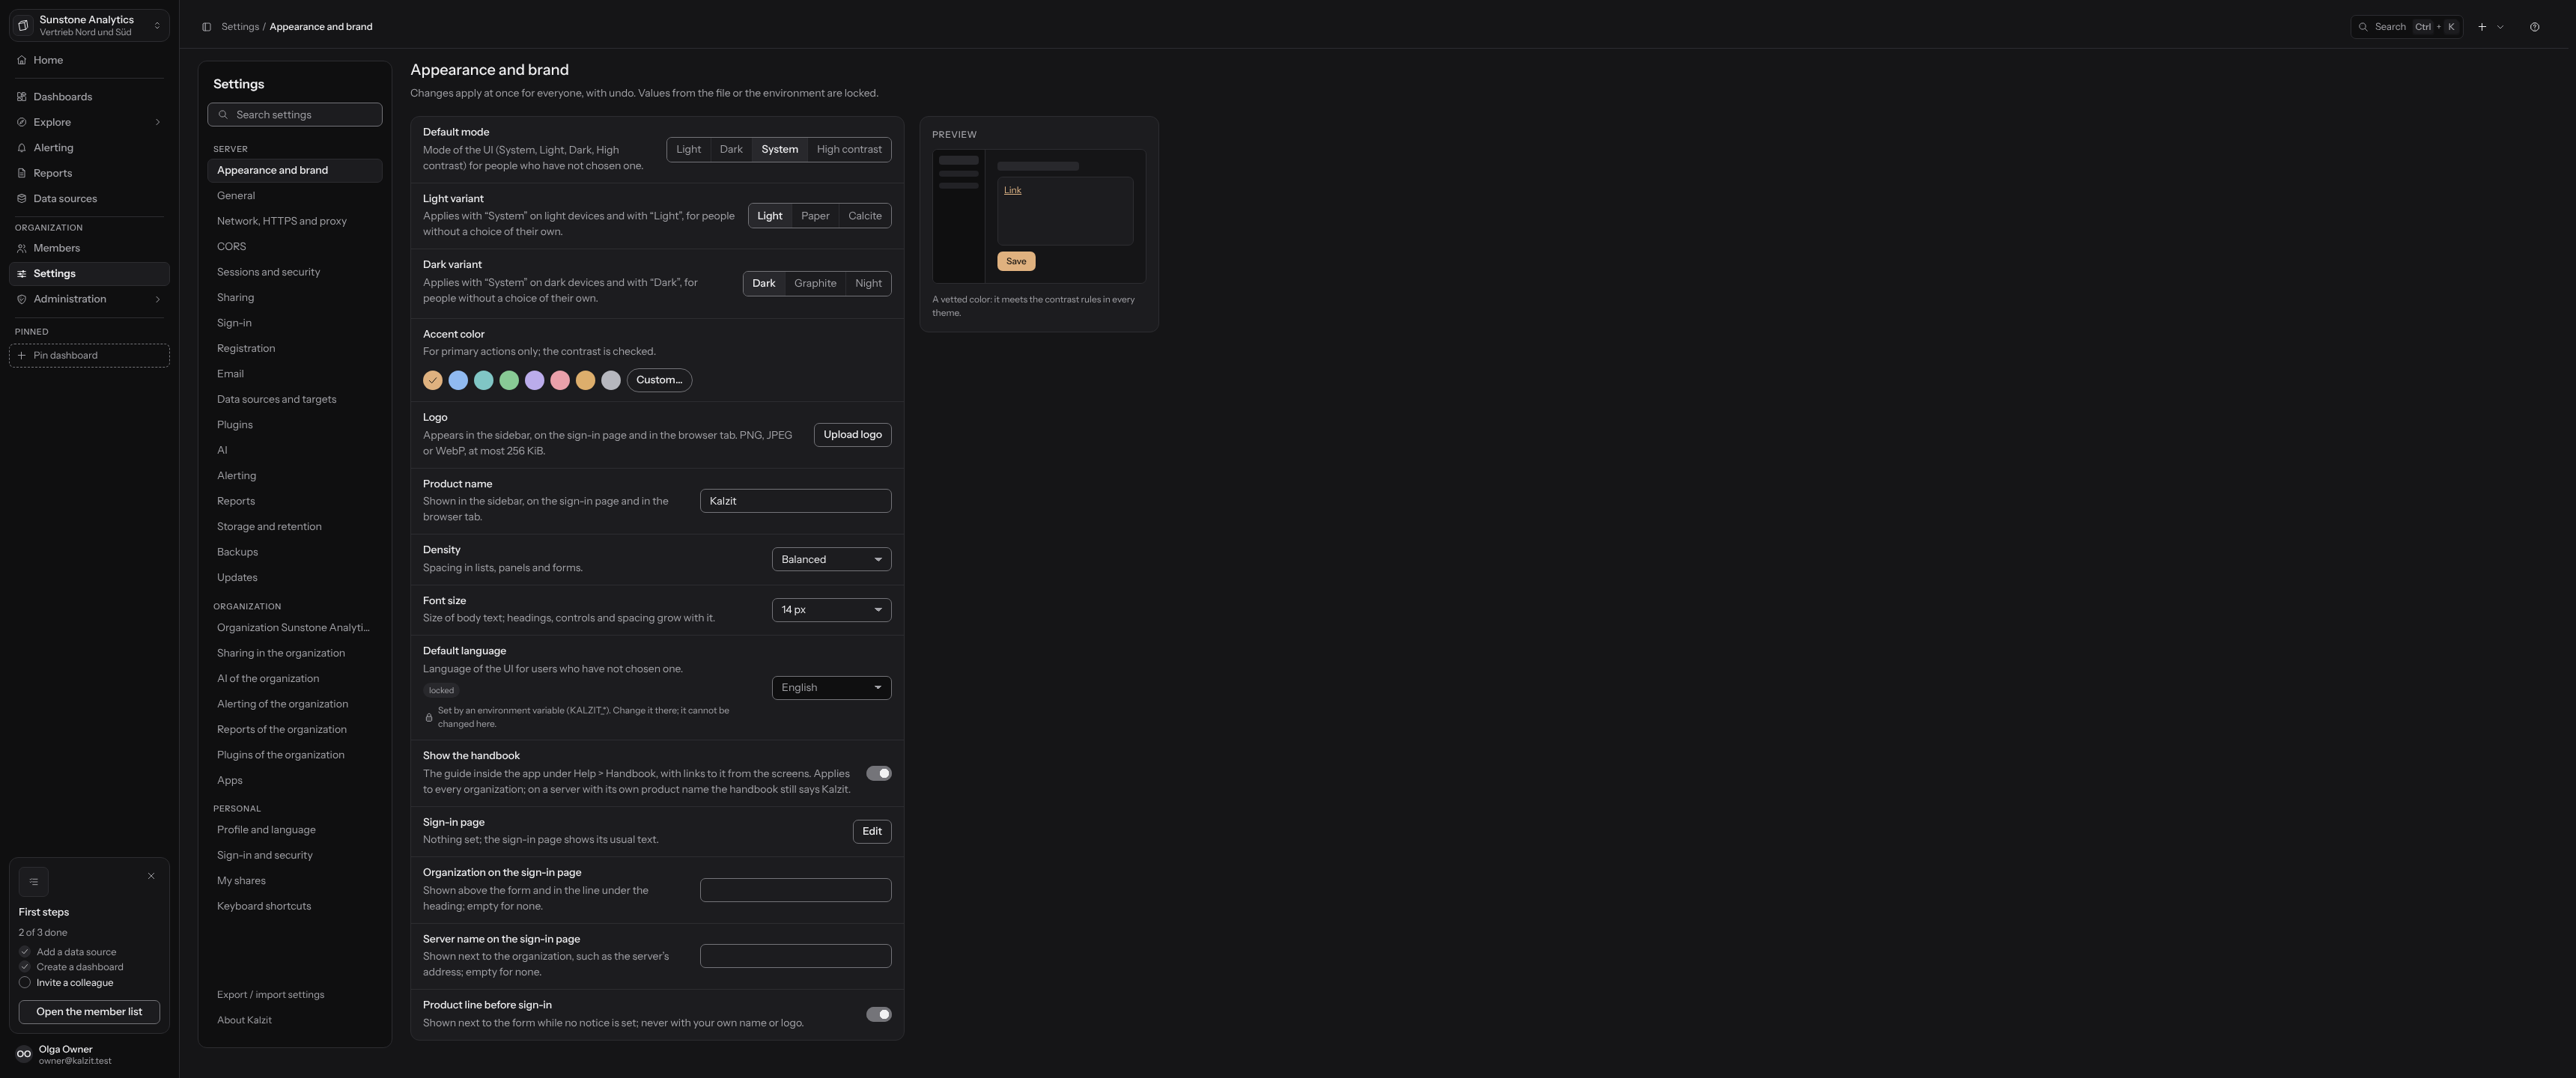 Sunstone Analytics
Vertrieb Nord und Süd
Home
Dashboards
Explore
Alerting
Reports
Data sources
ORGANIZATION
Members
Settings
Administration
PINNED
Pin dashboard
First steps
2 of 3 done
Add a data source
Create a dashboard
Invite a colleague
Open the member list
OO
Olga Owner
owner@kalzit.test
Settings / Appearance and brand
Search Ctrl + K
Settings
Search settings
SERVER
Appearance and brand
General
Network, HTTPS and proxy
CORS
Sessions and security
Sharing
Sign-in
Registration
Email
Data sources and targets
Plugins
AI
Alerting
Reports
Storage and retention
Backups
Updates
ORGANIZATION
Organization Sunstone Analyti...
Sharing in the organization
AI of the organization
Alerting of the organization
Reports of the organization
Plugins of the organization
Apps
PERSONAL
Profile and language
Sign-in and security
My shares
Keyboard shortcuts
Export / import settings
About Kalzit
Appearance and brand
Changes apply at once for everyone, with undo. Values from the file or the environment are locked.
Default mode
Mode of the UI (System, Light, Dark, High
contrast) for people who have not chosen one.
Light Dark System High contrast
Light variant
Applies with “System” on light devices and with “Light”, for people
without a choice of their own.
Light Paper Calcite
Dark variant
Applies with “System” on dark devices and with “Dark”, for
people without a choice of their own.
Dark Graphite Night
Accent color
For primary actions only; the contrast is checked.
Custom...
Logo
Appears in the sidebar, on the sign-in page and in the browser tab. PNG, JPEG
or WebP, at most 256 KiB.
Upload logo
Product name
Shown in the sidebar, on the sign-in page and in the
browser tab.
Kalzit
Density
Spacing in lists, panels and forms.
Balanced
Font size
Size of body text; headings, controls and spacing grow with it.
14 px
Default language
Language of the UI for users who have not chosen one.
locked
Set by an environment variable (KALZIT_*). Change it there; it cannot be
changed here.
English
Show the handbook
The guide inside the app under Help > Handbook, with links to it from the screens. Applies
to every organization; on a server with its own product name the handbook still says Kalzit.
Sign-in page
Nothing set; the sign-in page shows its usual text.
Edit
Organization on the sign-in page
Shown above the form and in the line under the
heading; empty for none.
Server name on the sign-in page
Shown next to the organization, such as the server's
address; empty for none.
Product line before sign-in
Shown next to the form while no notice is set; never with your own name or logo.
PREVIEW
Link
Save
A vetted color: it meets the contrast rules in every
theme.